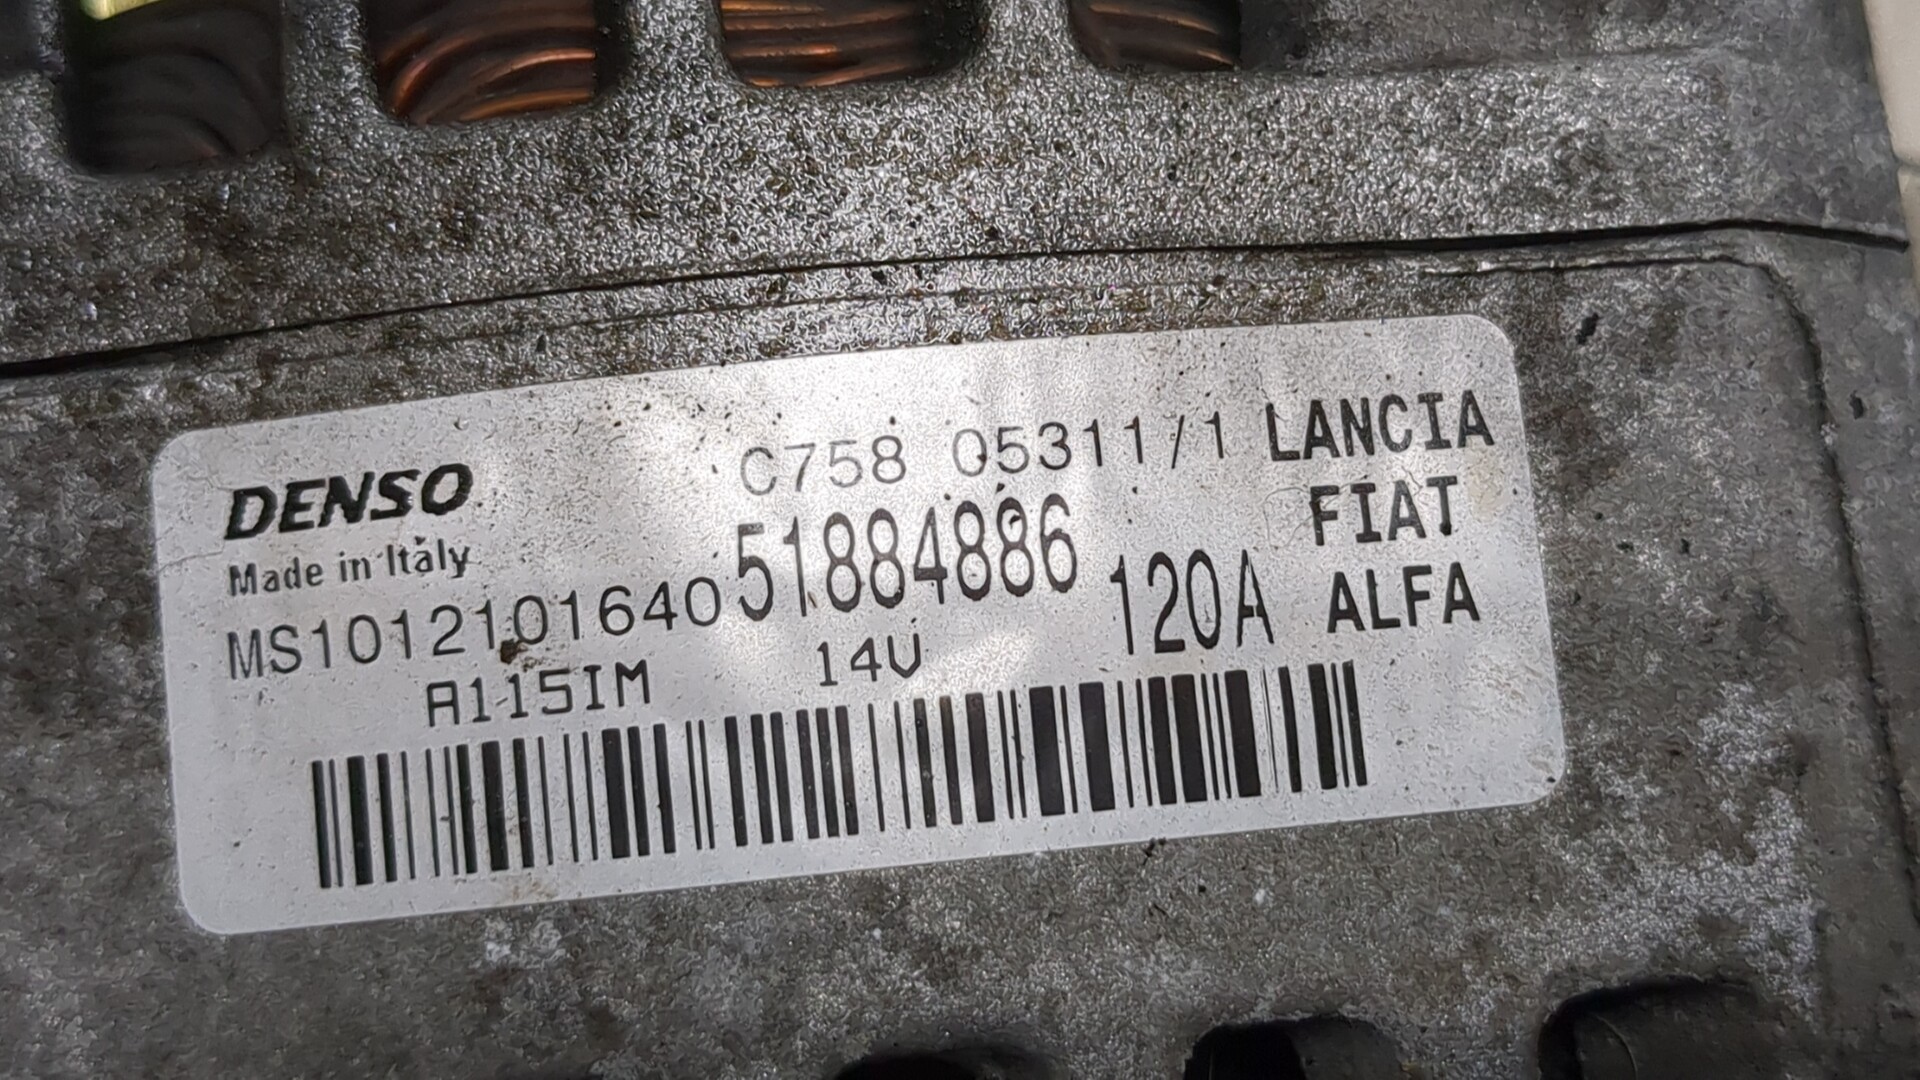 C758 05311/1 LANCIA
DENSO
51884886
FIAT
Made in Italy
120A
ALFA
MS1012101640
14V
A115IM